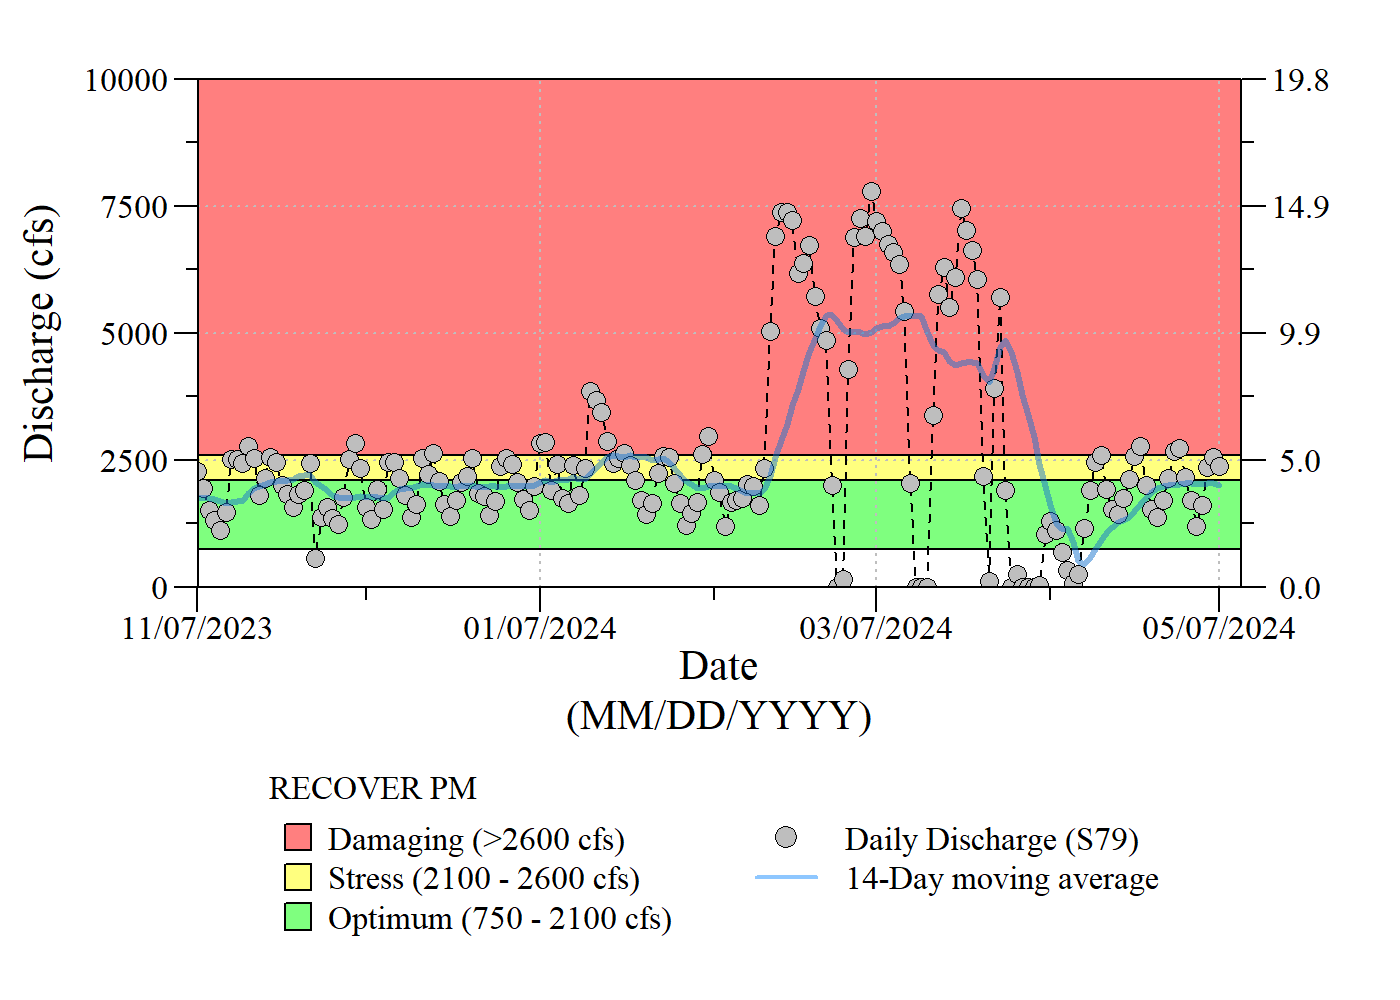 10000
7500
5000
2500
0
Discharge (cfs)
19.8
14.9
9.9
5.0
0.0
11/07/2023 01/07/2024 03/07/2024 05/07/2024
Date
(MM/DD/YYYY)
RECOVER PM
Damaging (>2600 cfs)
Stress (2100 - 2600 cfs)
Optimum (750 - 2100 cfs)
Daily Discharge (S79)
14-Day moving average